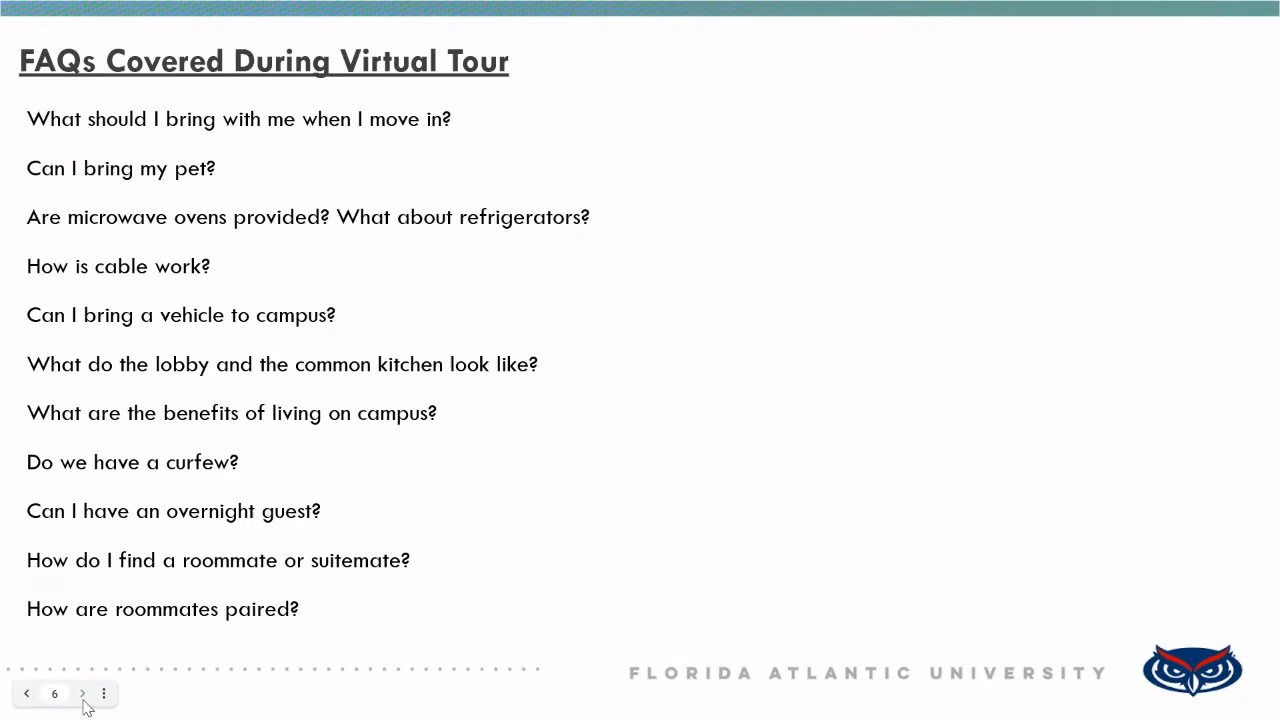 FAQs Covered During Virtual Tour
What should I bring with me when I move in?
Can I bring my pet?
Are microwave ovens provided? What about refrigerators?
How is cable work?
Can I bring a vehicle to campus?
What do the lobby and the common kitchen look like?
What are the benefits of living on campus?
Do we have a curfew?
Can I have an overnight guest?
How do I find a roommate or suitemate?
How are roommates paired?
FLORIDA ATLANTIC UNIVERSITY
6